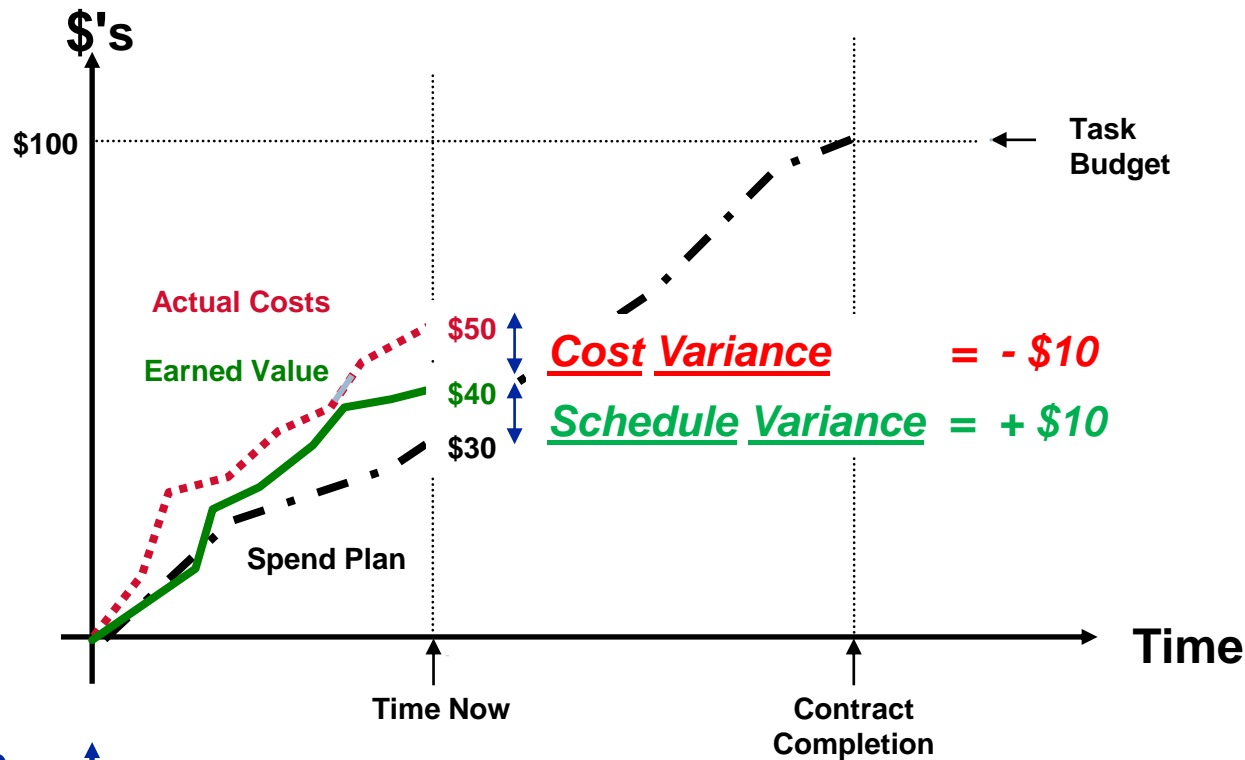 $'s
$100
Task
Budget
Actual Costs
$50
Cost Variance = - $10
Earned Value
$40
Schedule Variance = + $10
$30
Spend Plan
Time
Time Now
Contract
Completion